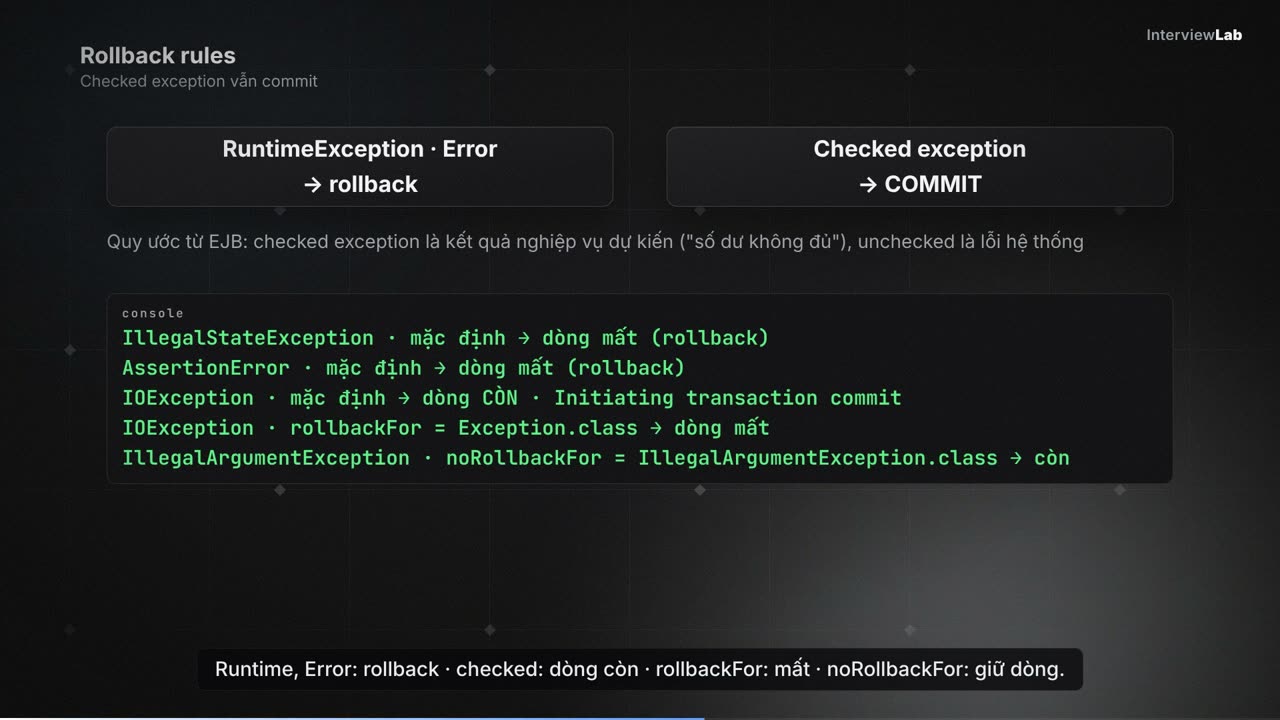 InterviewLab
Rollback rules
Checked exception vẫn commit
RuntimeException · Error
→ rollback
Checked exception
→ COMMIT
Quy ước từ EJB: checked exception là kết quả nghiệp vụ dự kiến ("số dư không đủ"), unchecked là lỗi hệ thống
console
IllegalStateException · mặc định → dòng mất (rollback)
AssertionError · mặc định → dòng mất (rollback)
IOException · mặc định → dòng CÒN · Initiating transaction commit
IOException · rollbackFor = Exception.class → dòng mất
IllegalArgumentException · noRollbackFor = IllegalArgumentException.class → còn
Runtime, Error: rollback · checked: dòng còn · rollbackFor: mất · noRollbackFor: giữ dòng.